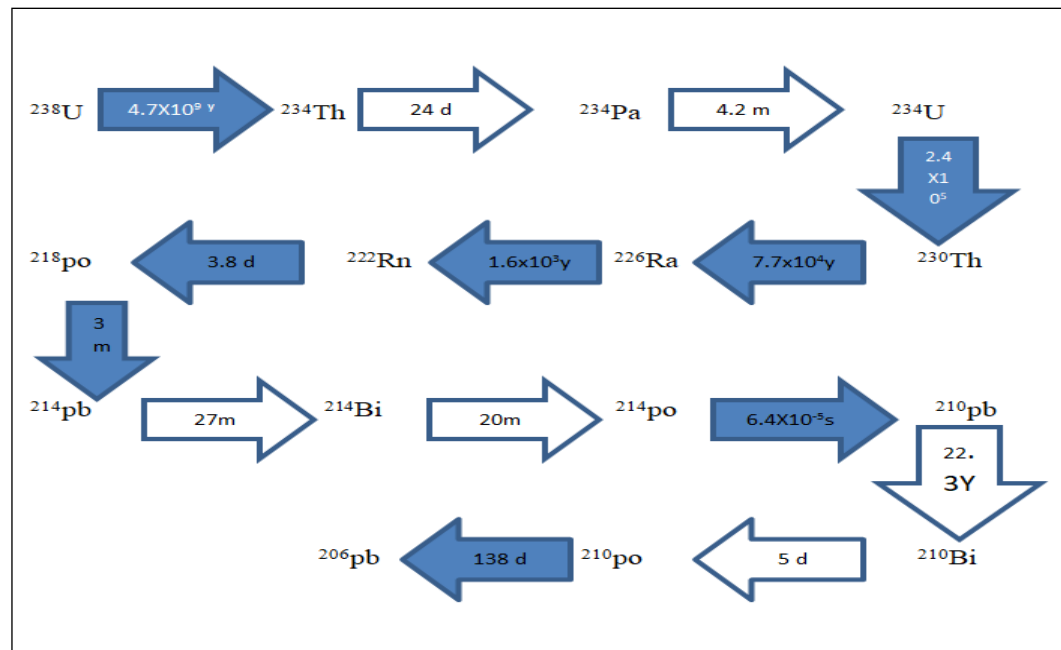 ²³⁸U 4.7X10⁹ ʸ ²³⁴Th 24 d ²³⁴Pa 4.2 m ²³⁴U
2.4
X1
0⁵
²¹⁸po 3.8 d ²²²Rn 1.6x10³y ²²⁶Ra 7.7x10⁴y ²³⁰Th
3
m
²¹⁴pb 27m ²¹⁴Bi 20m ²¹⁴po 6.4X10⁻⁵s ²¹⁰pb
22.
3Y
²⁰⁶pb 138 d ²¹⁰po 5 d ²¹⁰Bi